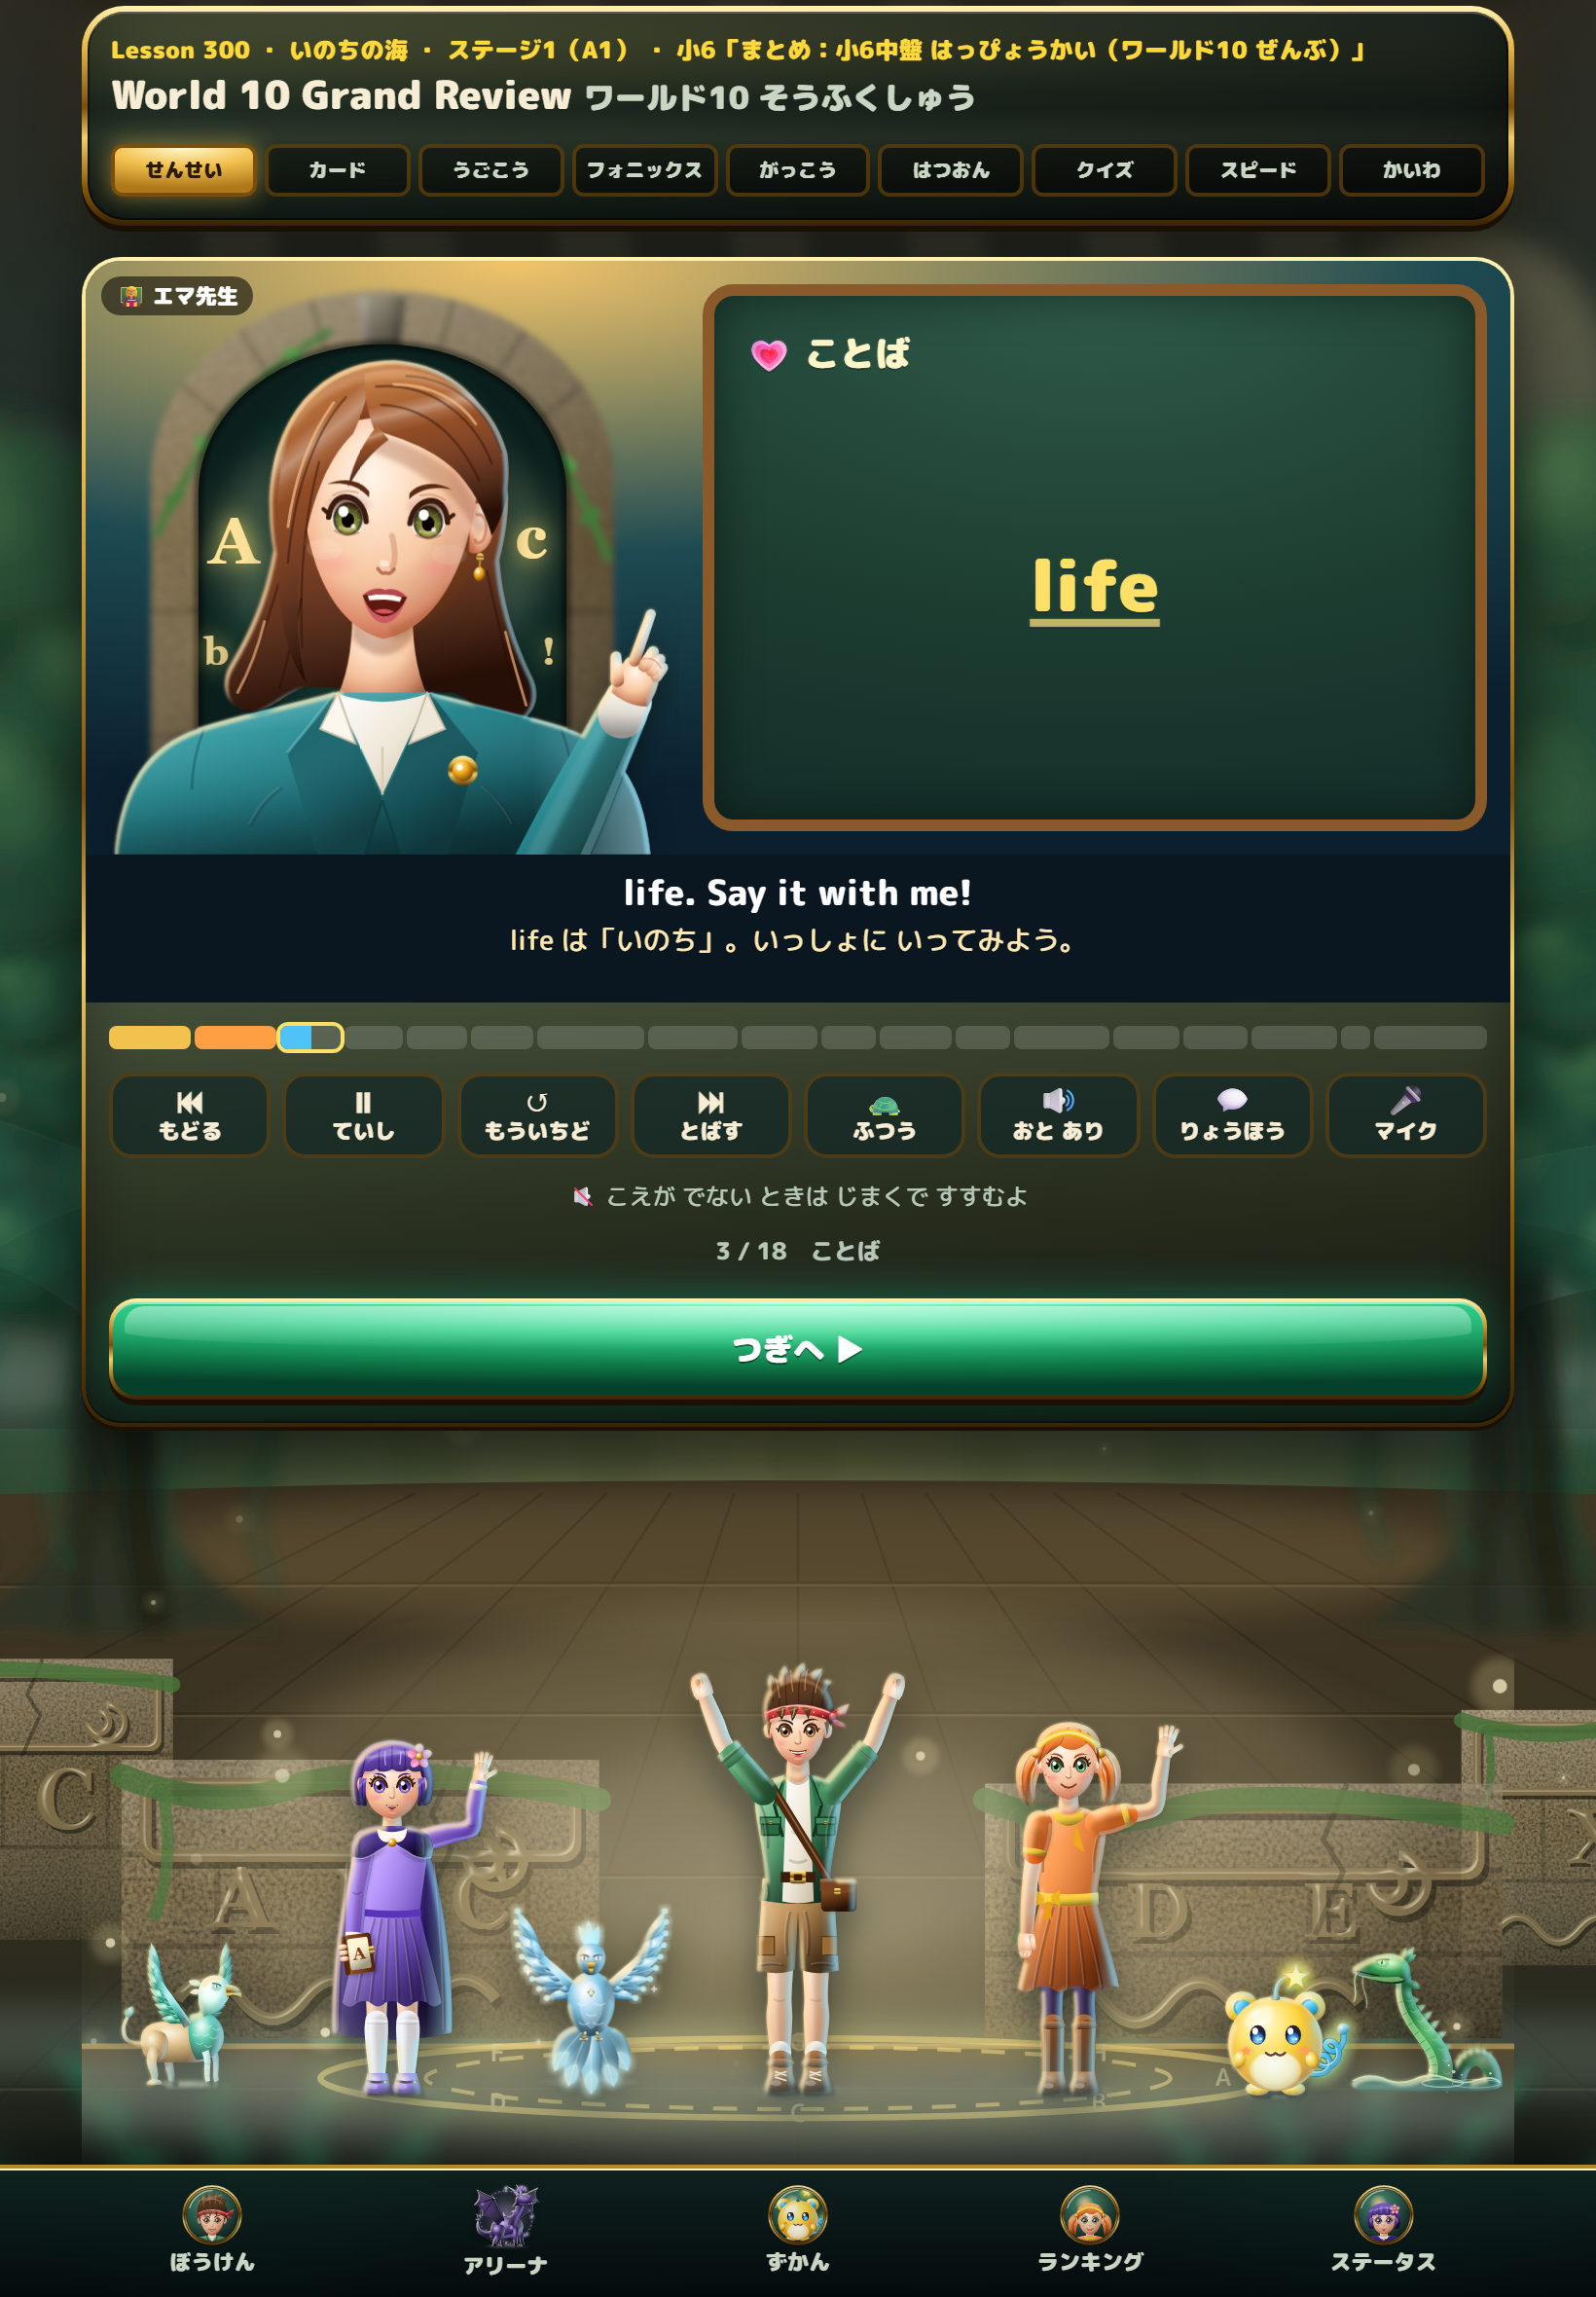 Lesson 300 ・ いのちの海 ・ ステージ1（A1） ・ 小6「まとめ：小6中盤 はっぴょうかい（ワールド10 ぜんぶ）」
World 10 Grand Review ワールド10 そうふくしゅう
せんせい カード うごこう フォニックス がっこう はつおん クイズ スピード かいわ
エマ先生
ことば
A c
b !
life
life. Say it with me!
life は「いのち」。いっしょに いってみよう。
もどる ていし もういちど とばす ふつう おと あり りょうほう マイク
こえが でない ときは じまくで すすむよ
3 / 18 ことば
つぎへ ▶
C
A C D E
A
F
D C B A
ぼうけん アリーナ ずかん ランキング ステータス